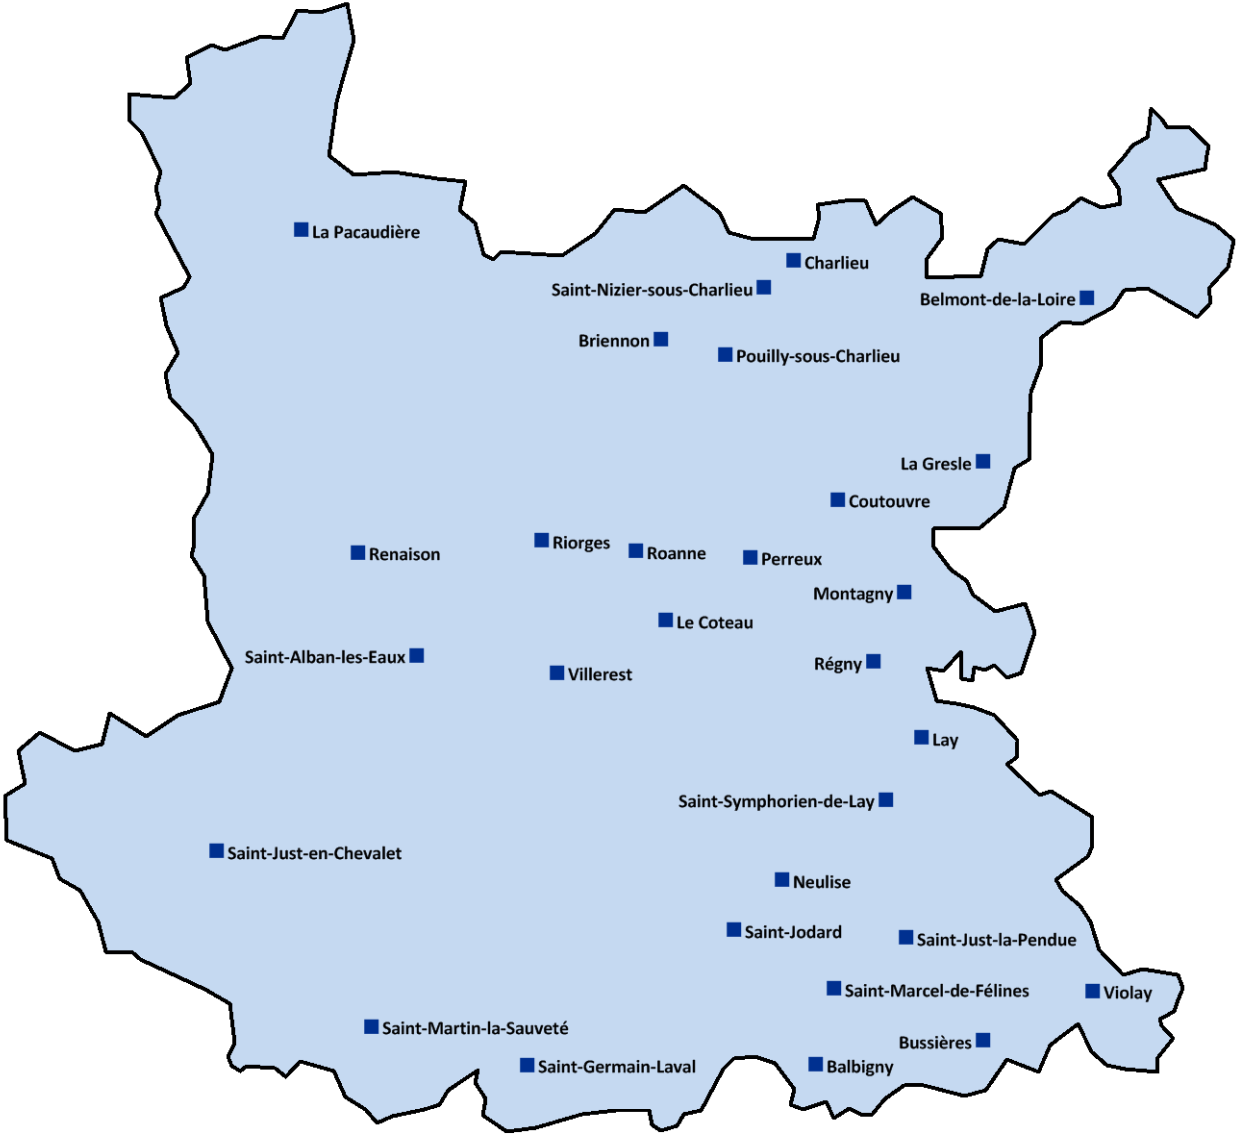 La Pacaudière
Charlieu
Saint-Nizier-sous-Charlieu
Belmont-de-la-Loire
Briennon
Pouilly-sous-Charlieu
La Gresle
Coutouvre
Riorges
Roanne
Renaison
Perreux
Montagny
Le Coteau
Saint-Alban-les-Eaux
Régny
Villerest
Lay
Saint-Symphorien-de-Lay
Saint-Just-en-Chevalet
Neulise
Saint-Jodard
Saint-Just-la-Pendue
Saint-Marcel-de-Félines
Violay
Saint-Martin-la-Sauveté
Bussières
Saint-Germain-Laval
Balbigny